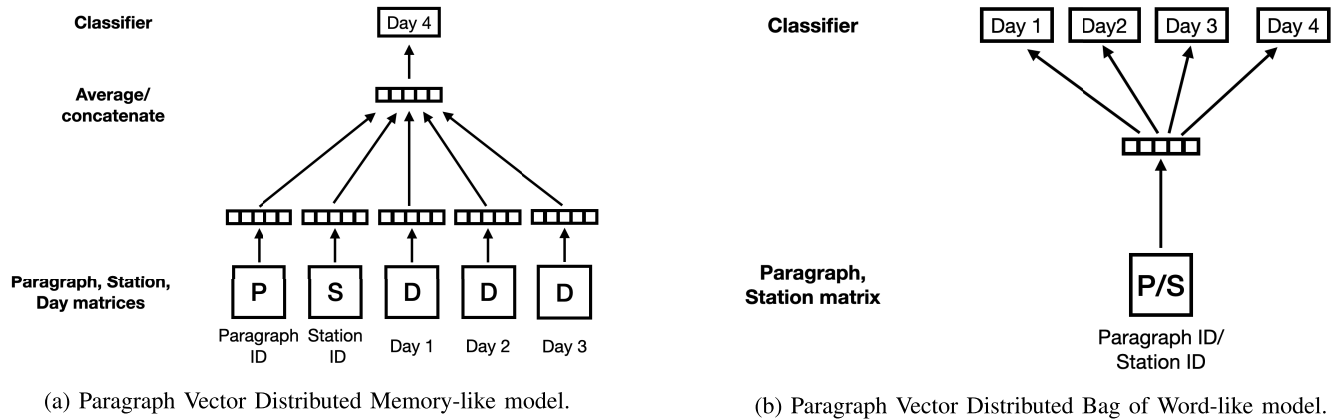 Classifier
Day 4
Average/
concatenate
Paragraph, Station,
Day matrices
P
S
D
D
D
Paragraph
ID
Station
ID
Day 1
Day 2
Day 3
(a) Paragraph Vector Distributed Memory-like model.
Classifier
Day 1
Day2
Day 3
Day 4
Paragraph,
Station matrix
P/S
Paragraph ID/
Station ID
(b) Paragraph Vector Distributed Bag of Word-like model.